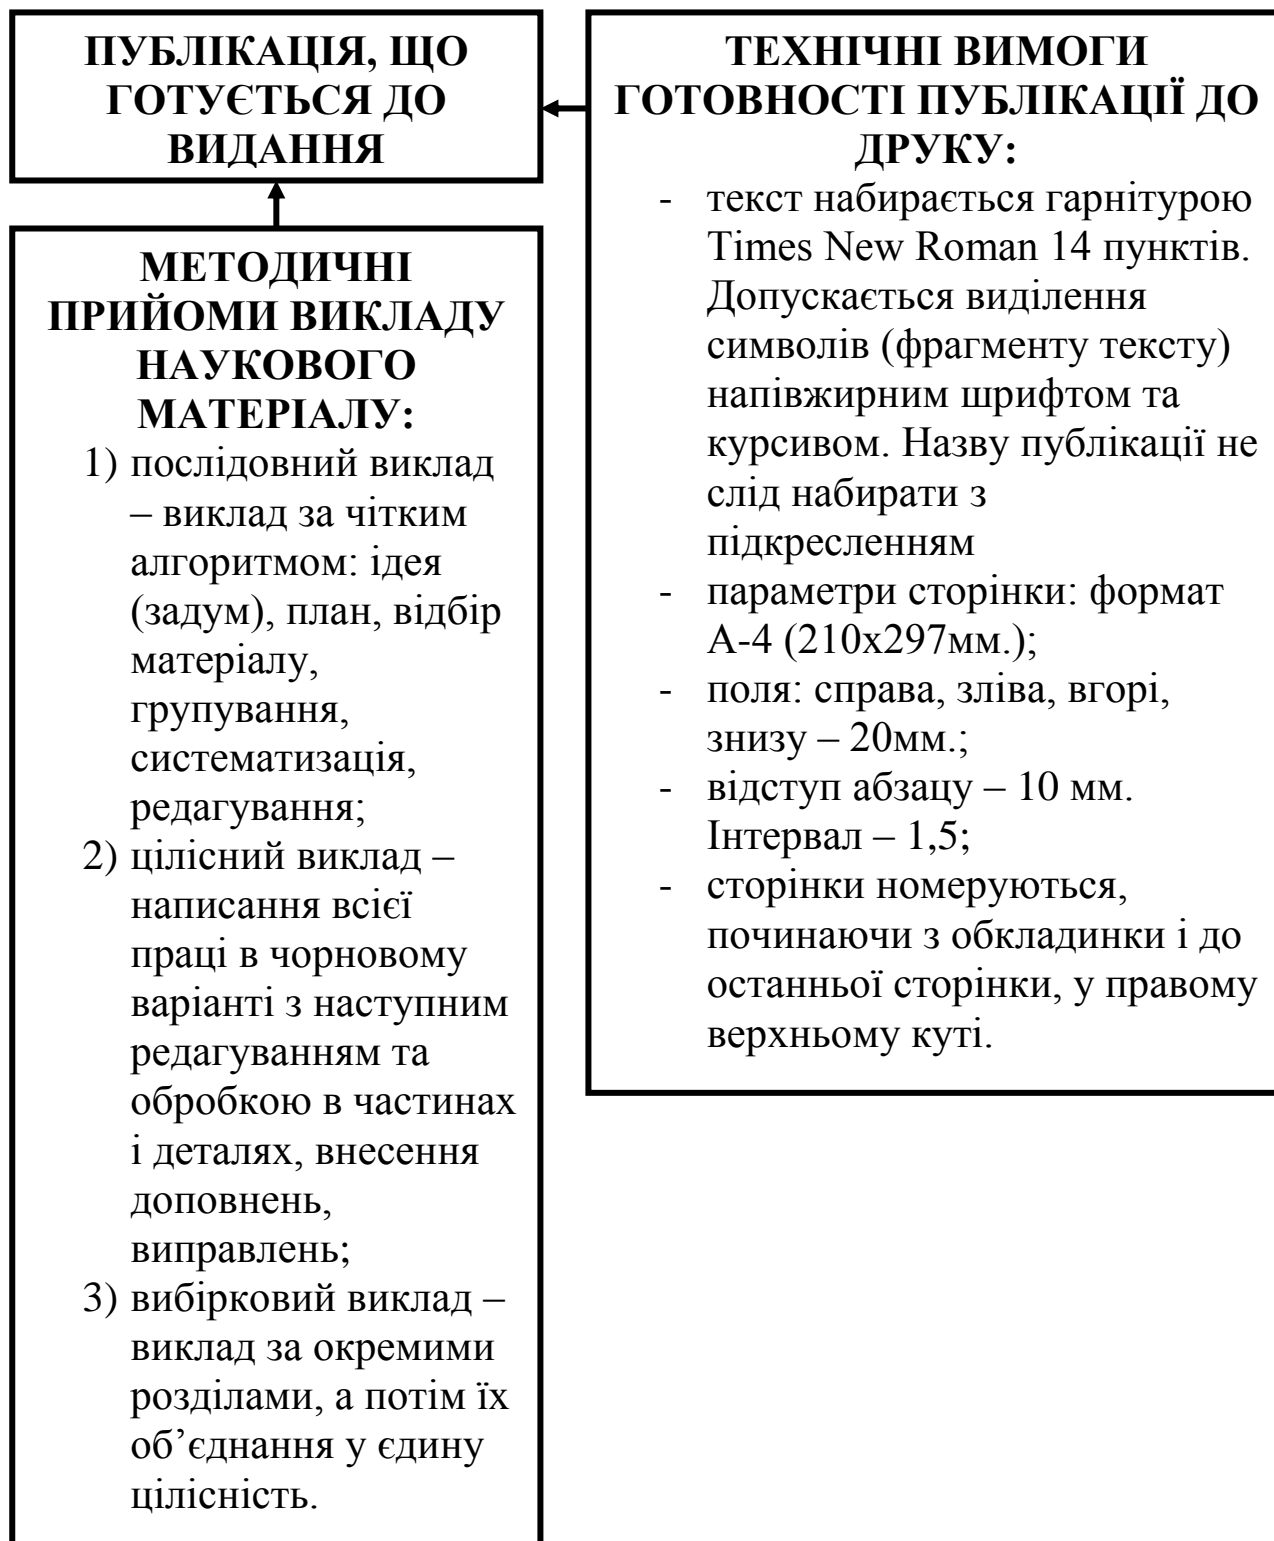 ПУБЛІКАЦІЯ, ЩО
ГОТУЄТЬСЯ ДО
ВИДАННЯ
МЕТОДИЧНІ
ПРИЙОМИ ВИКЛАДУ
НАУКОВОГО
МАТЕРІАЛУ:
1) послідовний виклад
– виклад за чітким
алгоритмом: ідея
(задум), план, відбір
матеріалу,
групування,
систематизація,
редагування;
2) цілісний виклад –
написання всієї
праці в чорновому
варіанті з наступним
редагуванням та
обробкою в частинах
і деталях, внесення
доповнень,
виправлень;
3) вибірковий виклад –
виклад за окремими
розділами, а потім їх
об’єднання у єдину
цілісність.
ТЕХНІЧНІ ВИМОГИ
ГОТОВНОСТІ ПУБЛІКАЦІЇ ДО
ДРУКУ:
- текст набирається гарнітурою
Times New Roman 14 пунктів.
Допускається виділення
символів (фрагменту тексту)
напівжирним шрифтом та
курсивом. Назву публікації не
слід набирати з
підкресленням
- параметри сторінки: формат
А-4 (210х297мм.);
- поля: справа, зліва, вгорі,
знизу – 20мм.;
- відступ абзацу – 10 мм.
Інтервал – 1,5;
- сторінки номеруються,
починаючи з обкладинки і до
останньої сторінки, у правому
верхньому куті.